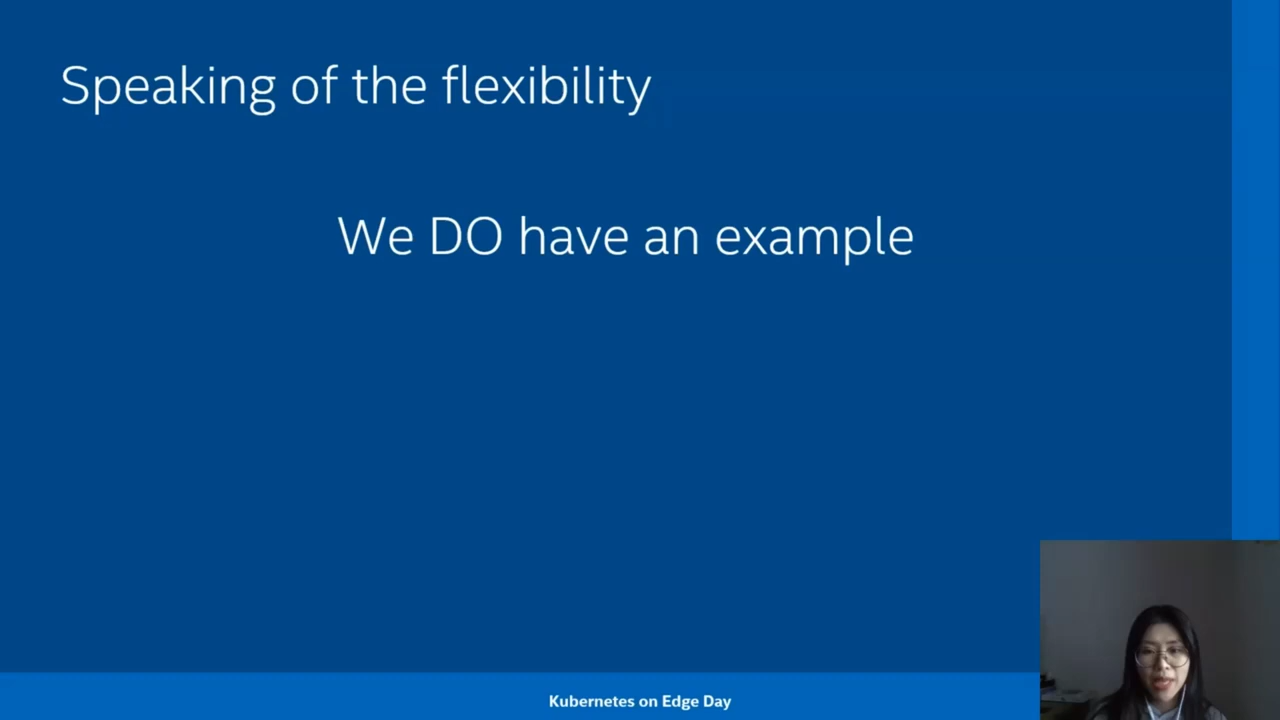 Speaking of the flexibility
We DO have an example
Kubernetes on Edge Day